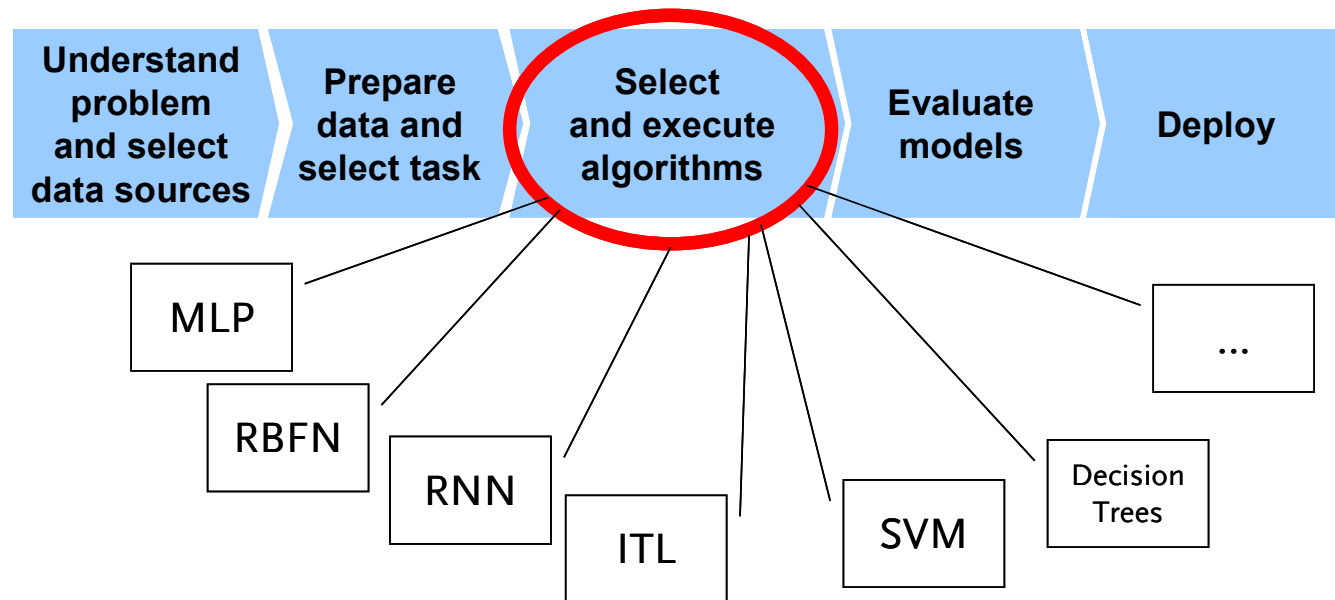 Understand
problem
and select
data sources
Prepare
data and
select task
Select
and execute
algorithms
Evaluate
models
Deploy
MLP
RBFN
RNN
ITL
SVM
Decision
Trees
...